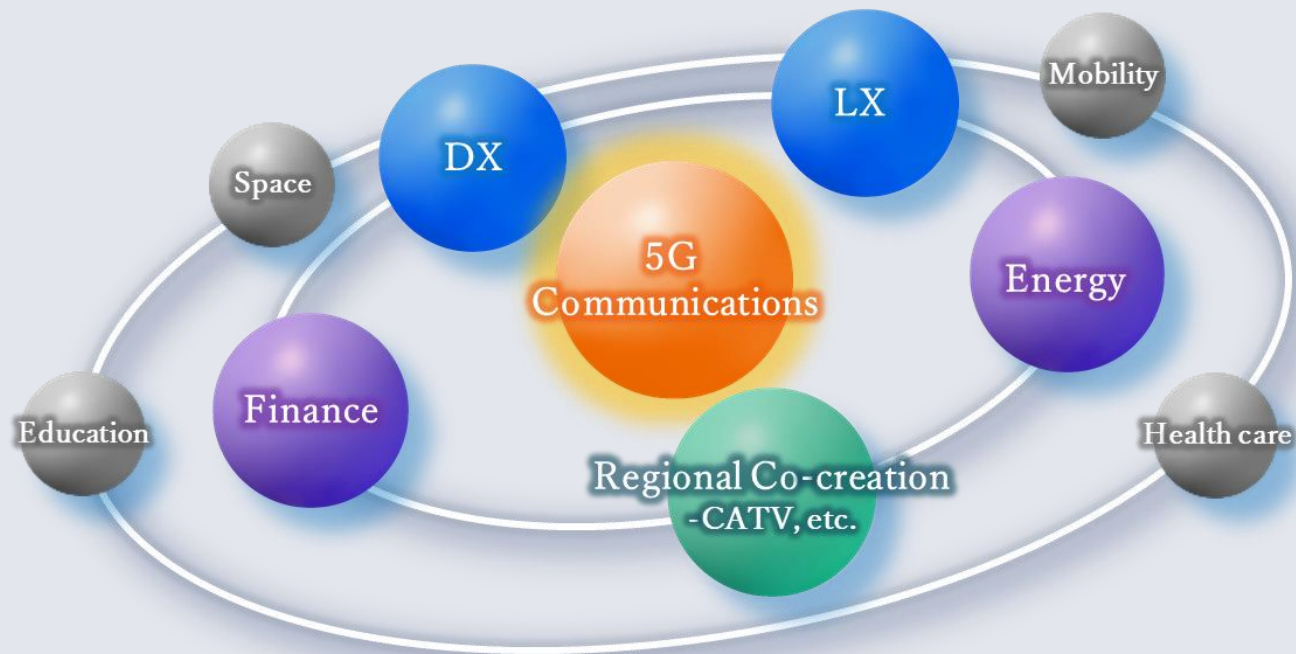 LX
Mobility
DX
Space
5G
Communications
Energy
Finance
Education
Health care
Regional Co-creation
-CATV, etc.